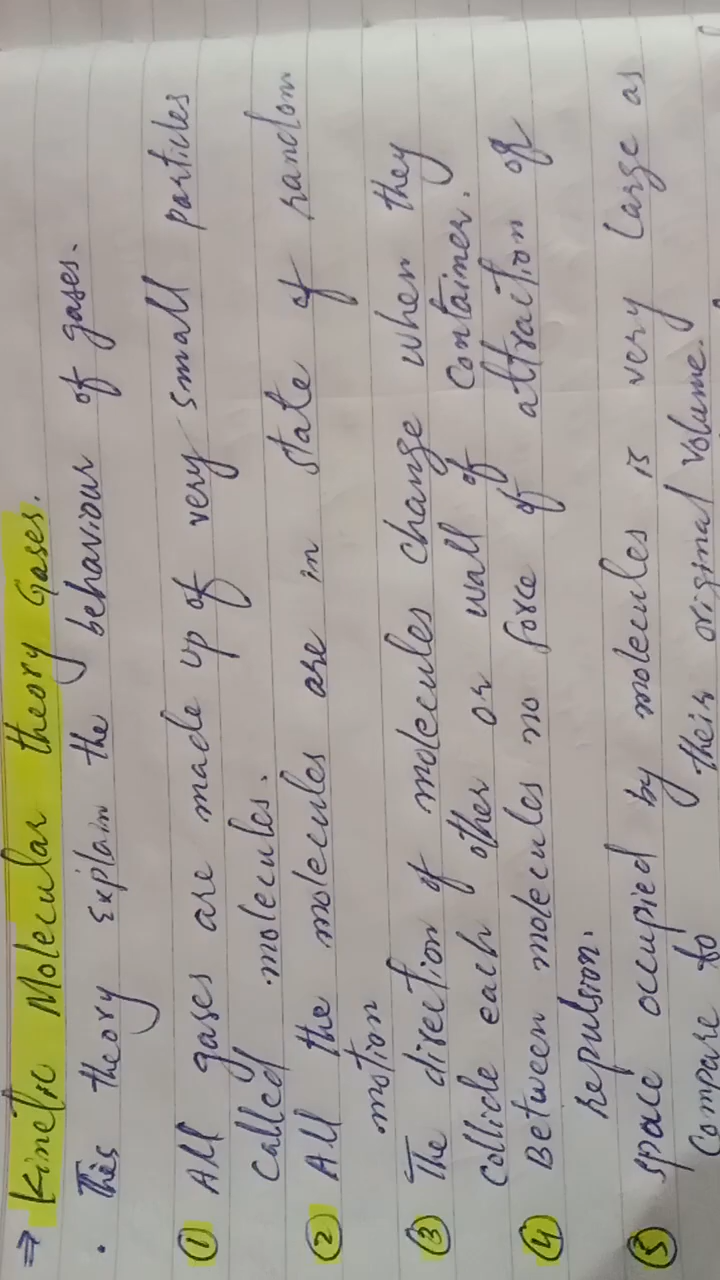 ⇒ Kinetic Molecular theory Gases.
• This theory Explain the behaviour of gases.
① All gases are made up of very small particles
called molecules.
② All the molecules are in state of random
motion
③ The direction of molecules change when they
collide each other or wall of container.
④ Between molecules no force of attraction of
repulsion.
⑤ space occupied by molecules is very large as
Compare to their original volume.